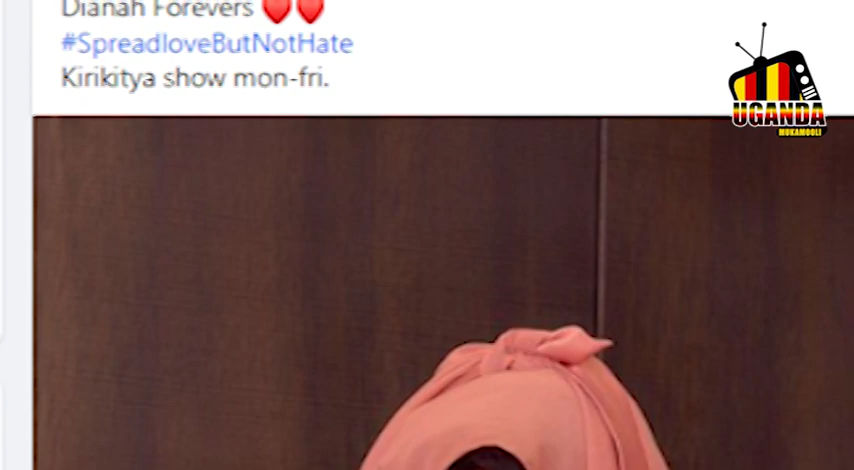 Dianah Forevers ❤️❤️
#SpreadloveButNotHate
Kirikitya show mon-fri.
UGANDA
MUKAMOOLI